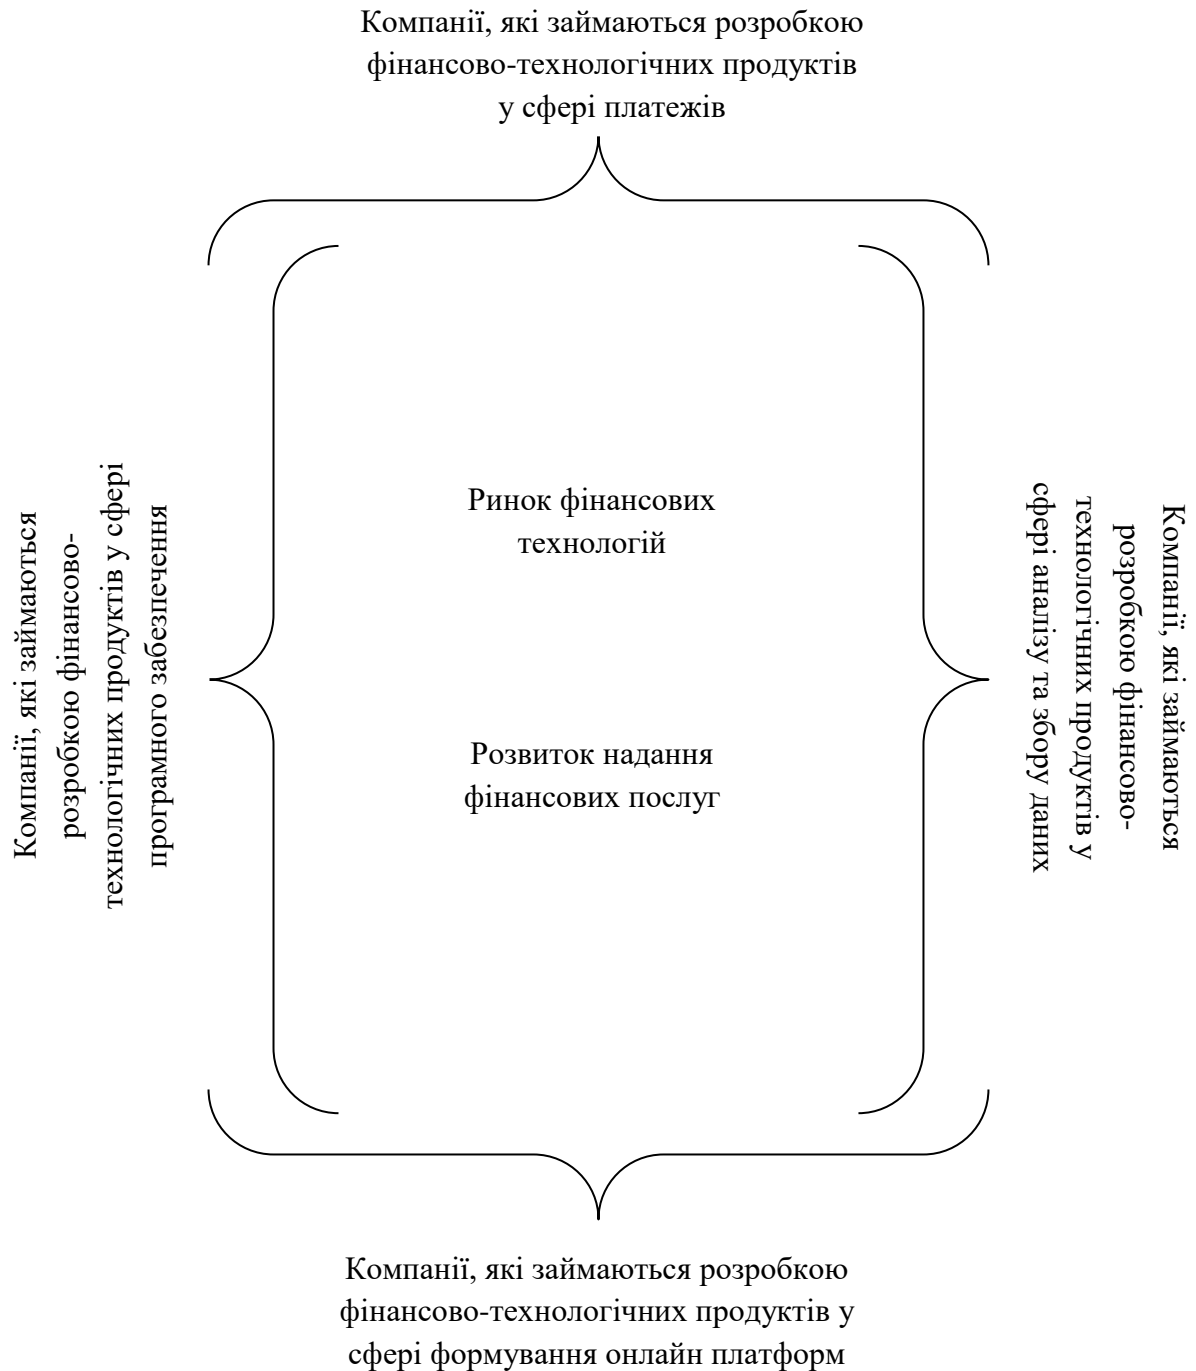 Компанії, які займаються розробкою
фінансово-технологічних продуктів
у сфері платежів
Компанії, які займаються
розробкою фінансово-
технологічних продуктів у сфері
програмного забезпечення
Ринок фінансових
технологій
Розвиток надання
фінансових послуг
Компанії, які займаються
розробкою фінансово-
технологічних продуктів у
сфері аналізу та збору даних
Компанії, які займаються розробкою
фінансово-технологічних продуктів у
сфері формування онлайн платформ